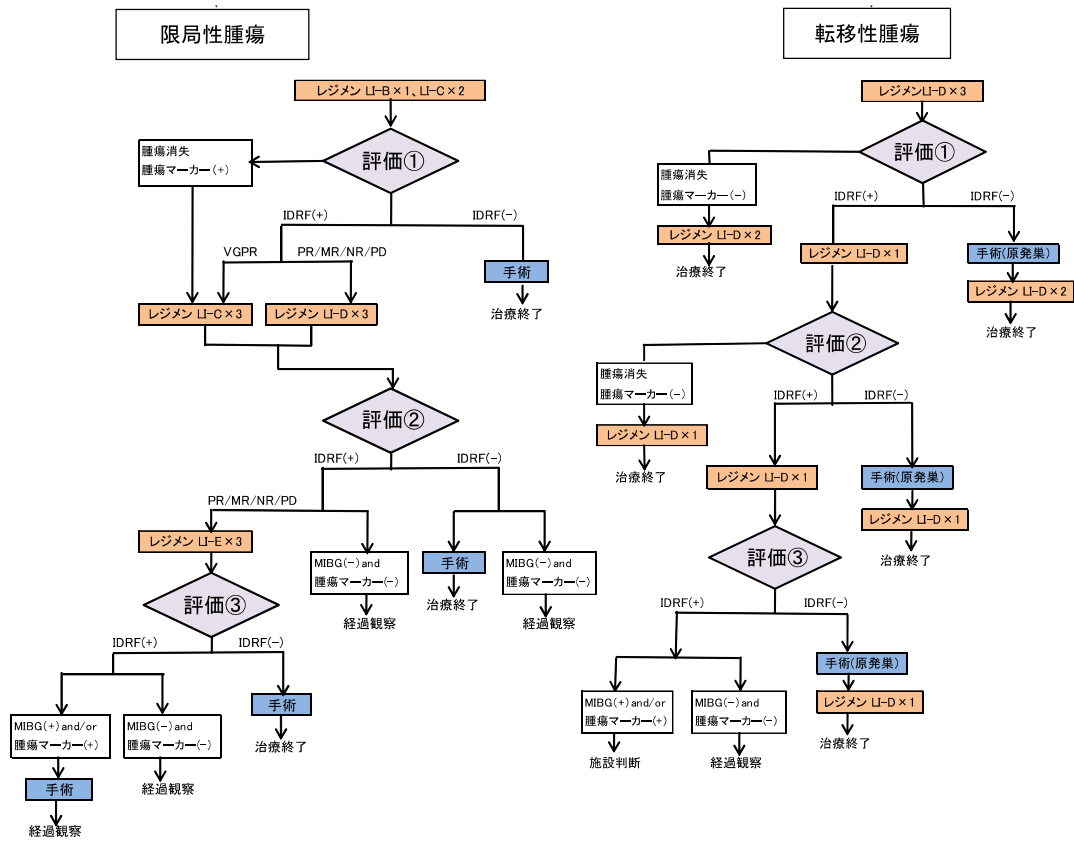 限局性腫瘍
レジメン LI-B×1、LI-C×2
評価①
腫瘍消失
腫瘍マーカー(+)
IDRF(+)
IDRF(-)
VGPR
PR/MR/NR/PD
手術
治療終了
レジメン LI-C×3
レジメン LI-D×3
評価②
IDRF(+)
IDRF(-)
PR/MR/NR/PD
レジメン LI-E×3
MIBG(-) and
腫瘍マーカー(-)
経過観察
手術
治療終了
MIBG(-) and
腫瘍マーカー(-)
経過観察
評価③
IDRF(+)
IDRF(-)
MIBG(+) and/or
腫瘍マーカー(+)
手術
経過観察
MIBG(-) and
腫瘍マーカー(-)
経過観察
手術
治療終了
転移性腫瘍
レジメンLI-D×3
評価①
腫瘍消失
腫瘍マーカー(-)
レジメン LI-D×2
治療終了
IDRF(+)
IDRF(-)
レジメン LI-D×1
手術(原発巣)
レジメン LI-D×2
治療終了
評価②
腫瘍消失
腫瘍マーカー(-)
レジメン LI-D×1
治療終了
IDRF(+)
IDRF(-)
レジメン LI-D×1
手術(原発巣)
レジメン LI-D×1
治療終了
評価③
IDRF(+)
IDRF(-)
MIBG(+) and/or
腫瘍マーカー(+)
施設判断
MIBG(-) and
腫瘍マーカー(-)
経過観察
手術(原発巣)
レジメン LI-D×1
治療終了